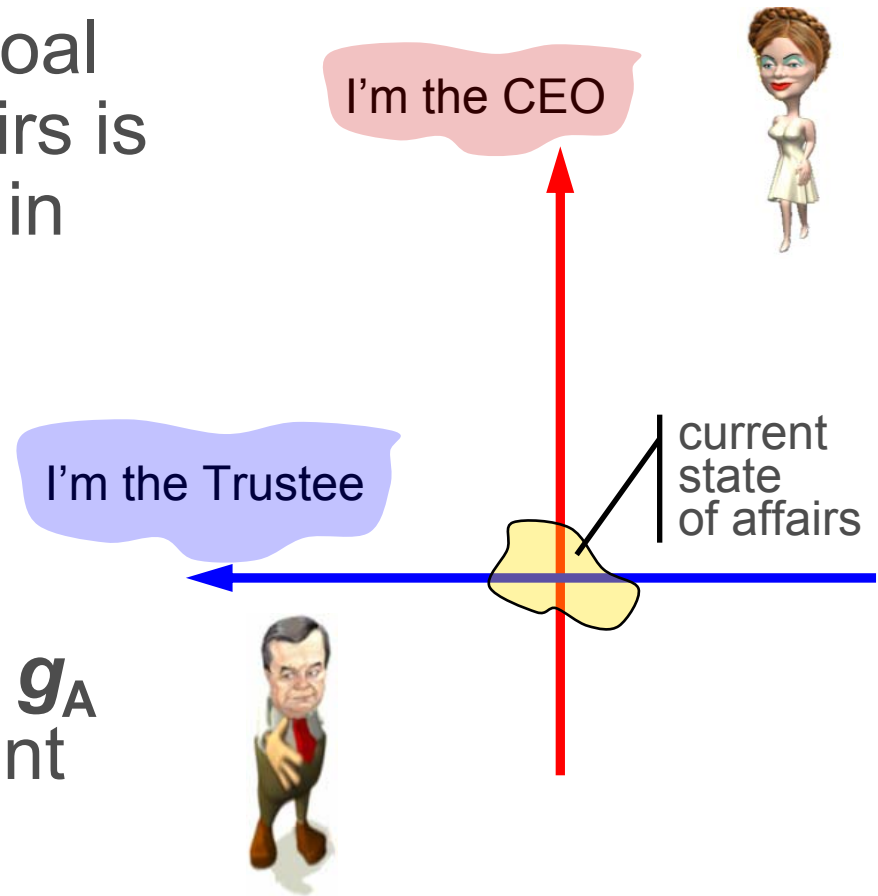 oal
irs is
in
I'm the CEO
I'm the Trustee
current
state
of affairs
gA
nt